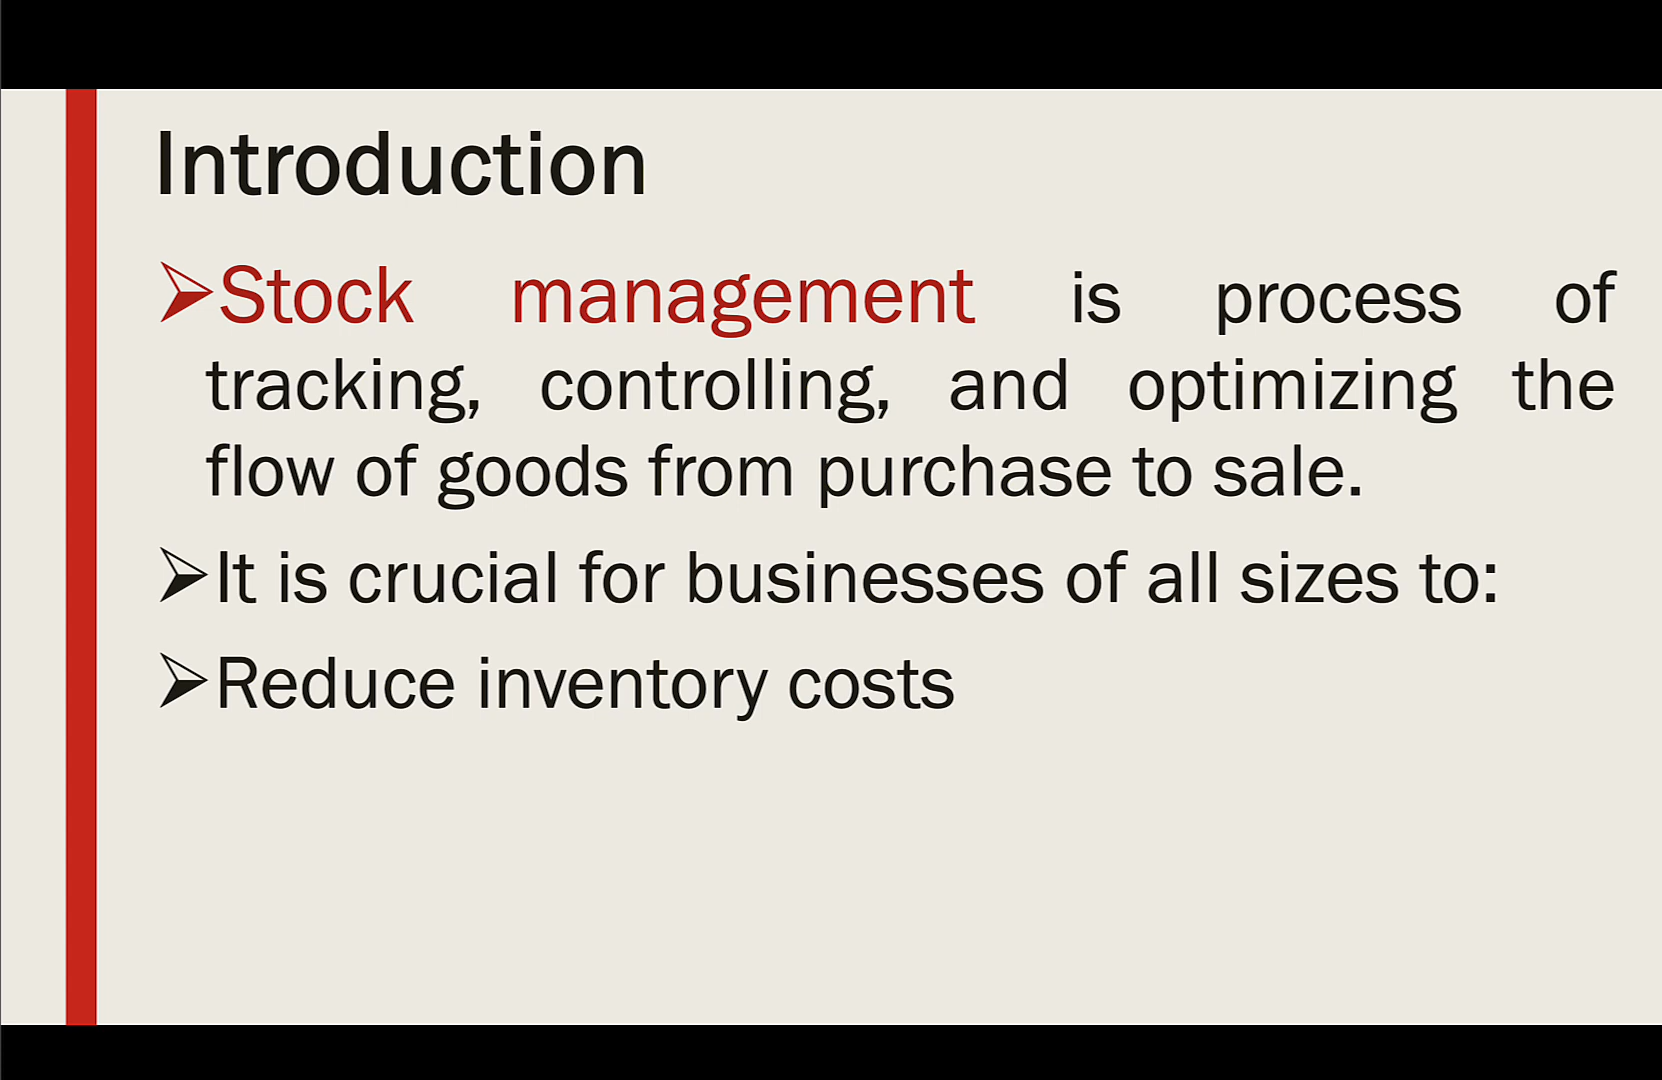 Introduction
➢Stock management is process of
tracking, controlling, and optimizing the
flow of goods from purchase to sale.
➢It is crucial for businesses of all sizes to:
➢Reduce inventory costs